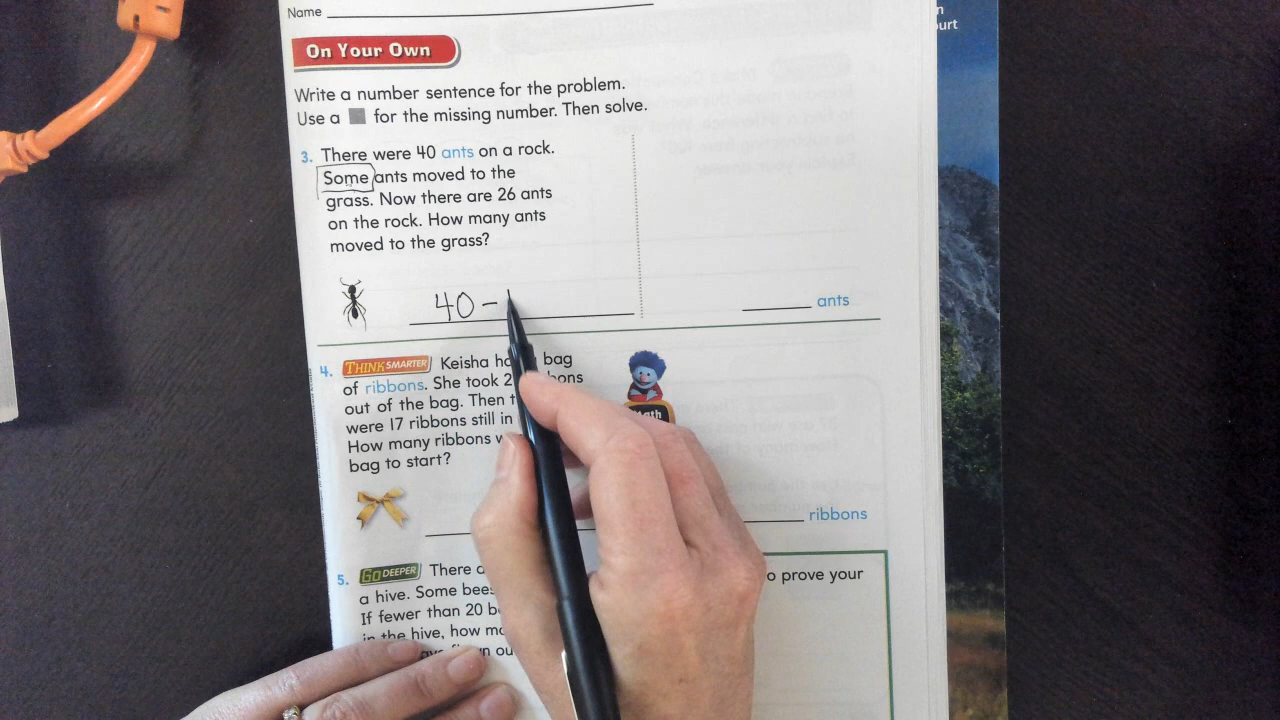 Name
On Your Own
Write a number sentence for the problem.
Use a for the missing number. Then solve.
3. There were 40 ants on a rock.
Some ants moved to the
grass. Now there are 26 ants
on the rock. How many ants
moved to the grass?
40 -
ants
4. THINK SMARTER Keisha bag
of ribbons. She took
out of the bag. Then
were 17 ribbons still in
How many ribbons
bag to start?
Math
ribbons
5. Go DEEPER There
a hive. Some bees
If fewer than 20
in the hive, how
prove your